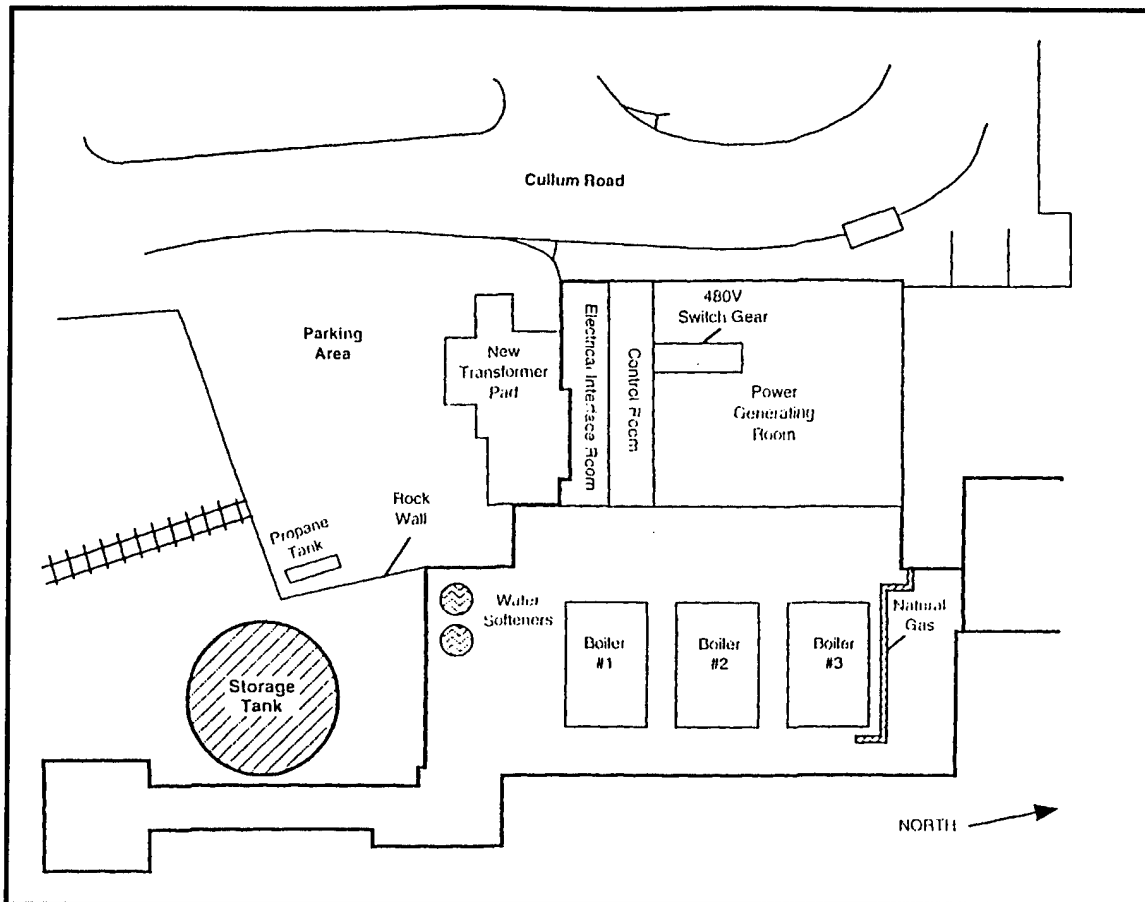 Cullum Road
480V
Switch Gear
Parking
Area
New
Transformer
Pad
Electrical Interface Room
Control Room
Power
Generating
Room
Rock
Wall
Propane
Tank
Water
Softeners
Boiler
#1
Boiler
#2
Boiler
#3
Natural
Gas
Storage
Tank
NORTH